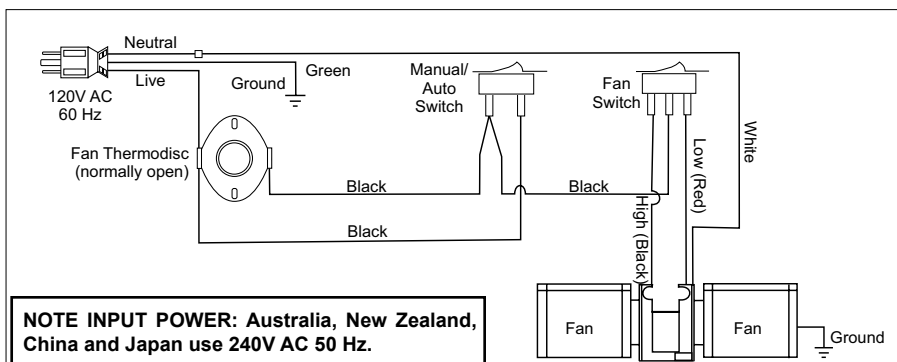 Neutral
Live
Ground
Green
120V AC
60 Hz
Manual/
Auto
Switch
Fan
Switch
Fan Thermodisc
(normally open)
Black
Black
Black
White
Low (Red)
High (Black)
Fan
Fan
Ground
NOTE INPUT POWER: Australia, New Zealand,
China and Japan use 240V AC 50 Hz.